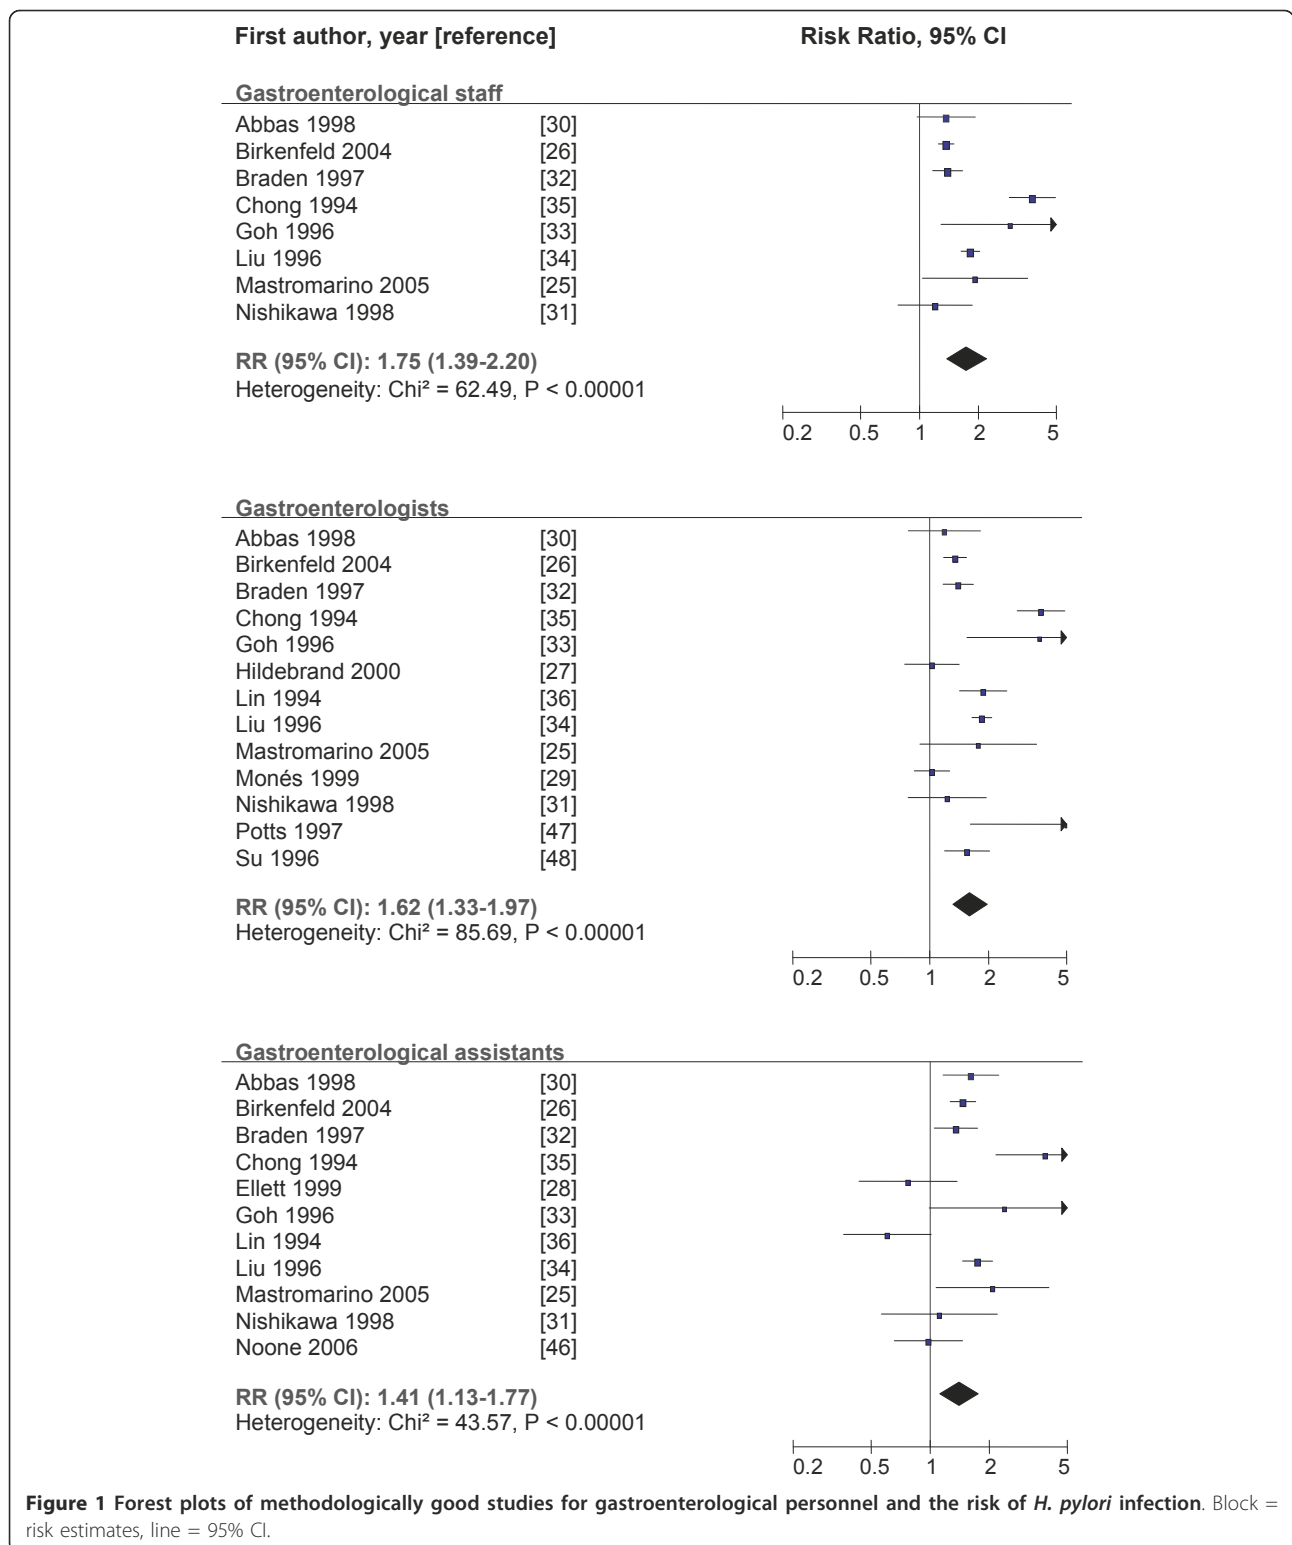 First author, year [reference] Risk Ratio, 95% CI
Gastroenterological staff
Abbas 1998 [30]
Birkenfeld 2004 [26]
Braden 1997 [32]
Chong 1994 [35]
Goh 1996 [33]
Liu 1996 [34]
Mastromarino 2005 [25]
Nishikawa 1998 [31]
RR (95% CI): 1.75 (1.39-2.20)
Heterogeneity: Chi² = 62.49, P < 0.00001
0.2 0.5 1 2 5
Gastroenterologists
Abbas 1998 [30]
Birkenfeld 2004 [26]
Braden 1997 [32]
Chong 1994 [35]
Goh 1996 [33]
Hildebrand 2000 [27]
Lin 1994 [36]
Liu 1996 [34]
Mastromarino 2005 [25]
Monés 1999 [29]
Nishikawa 1998 [31]
Potts 1997 [47]
Su 1996 [48]
RR (95% CI): 1.62 (1.33-1.97)
Heterogeneity: Chi² = 85.69, P < 0.00001
0.2 0.5 1 2 5
Gastroenterological assistants
Abbas 1998 [30]
Birkenfeld 2004 [26]
Braden 1997 [32]
Chong 1994 [35]
Ellett 1999 [28]
Goh 1996 [33]
Lin 1994 [36]
Liu 1996 [34]
Mastromarino 2005 [25]
Nishikawa 1998 [31]
Noone 2006 [46]
RR (95% CI): 1.41 (1.13-1.77)
Heterogeneity: Chi² = 43.57, P < 0.00001
0.2 0.5 1 2 5
Figure 1 Forest plots of methodologically good studies for gastroenterological personnel and the risk of H. pylori infection. Block =
risk estimates, line = 95% CI.